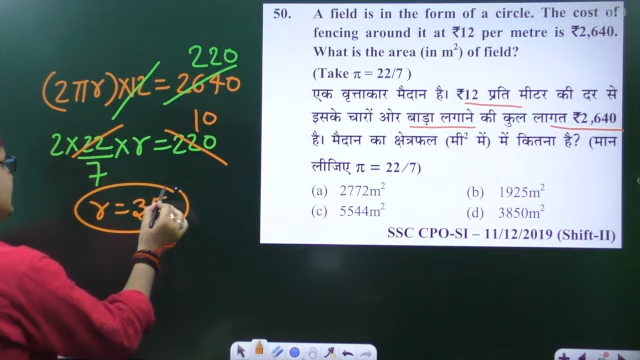 220
(2πr)×12=2640
10
2×22/7×r=220
r=35
50. A field is in the form of a circle. The cost of
fencing around it at ₹12 per metre is ₹2,640.
What is the area (in m²) of field?
(Take π = 22/7 )
एक वृत्ताकार मैदान है। ₹12 प्रति मीटर की दर से
इसके चारों ओर बाड़ा लगाने की कुल लागत ₹2,640
है। मैदान का क्षेत्रफल (मी² में) में कितना है? (मान
लीजिए π = 22/7)
(a) 2772m² (b) 1925m²
(c) 5544m² (d) 3850m²
SSC CPO-SI – 11/12/2019 (Shift-II)